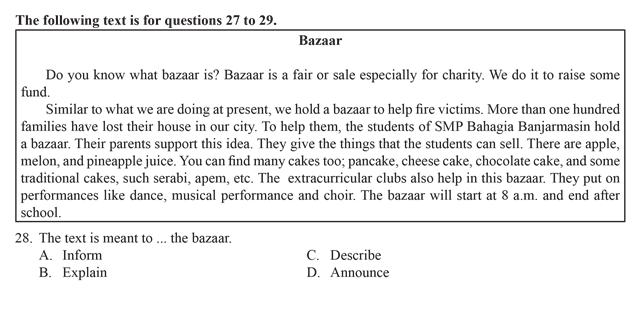 The following text is for questions 27 to 29.
Bazaar
Do you know what bazaar is? Bazaar is a fair or sale especially for charity. We do it to raise some
fund.
Similar to what we are doing at present, we hold a bazaar to help fire victims. More than one hundred
families have lost their house in our city. To help them, the students of SMP Bahagia Banjarmasin hold
a bazaar. Their parents support this idea. They give the things that the students can sell. There are apple,
melon, and pineapple juice. You can find many cakes too; pancake, cheese cake, chocolate cake, and some
traditional cakes, such serabi, apem, etc. The extracurricular clubs also help in this bazaar. They put on
performances like dance, musical performance and choir. The bazaar will start at 8 a.m. and end after
school.
28. The text is meant to ... the bazaar.
A. Inform
C. Describe
B. Explain
D. Announce